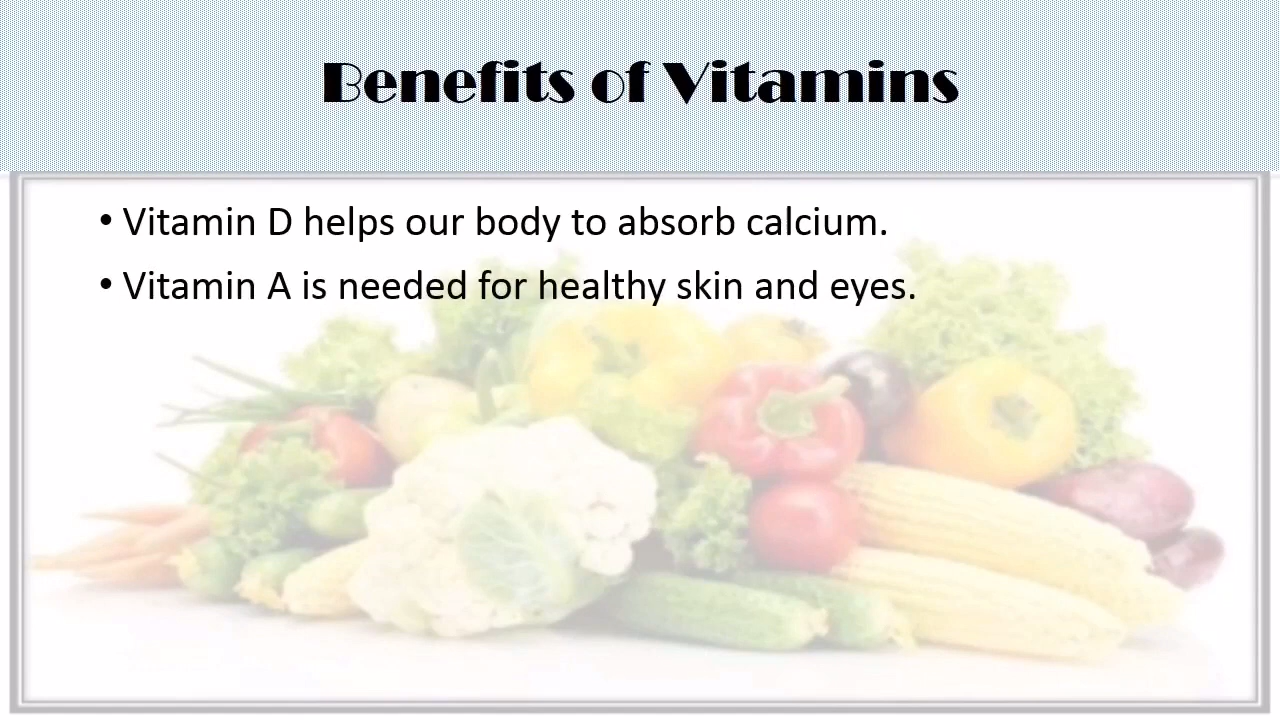 Benefits of Vitamins
• Vitamin D helps our body to absorb calcium.
• Vitamin A is needed for healthy skin and eyes.